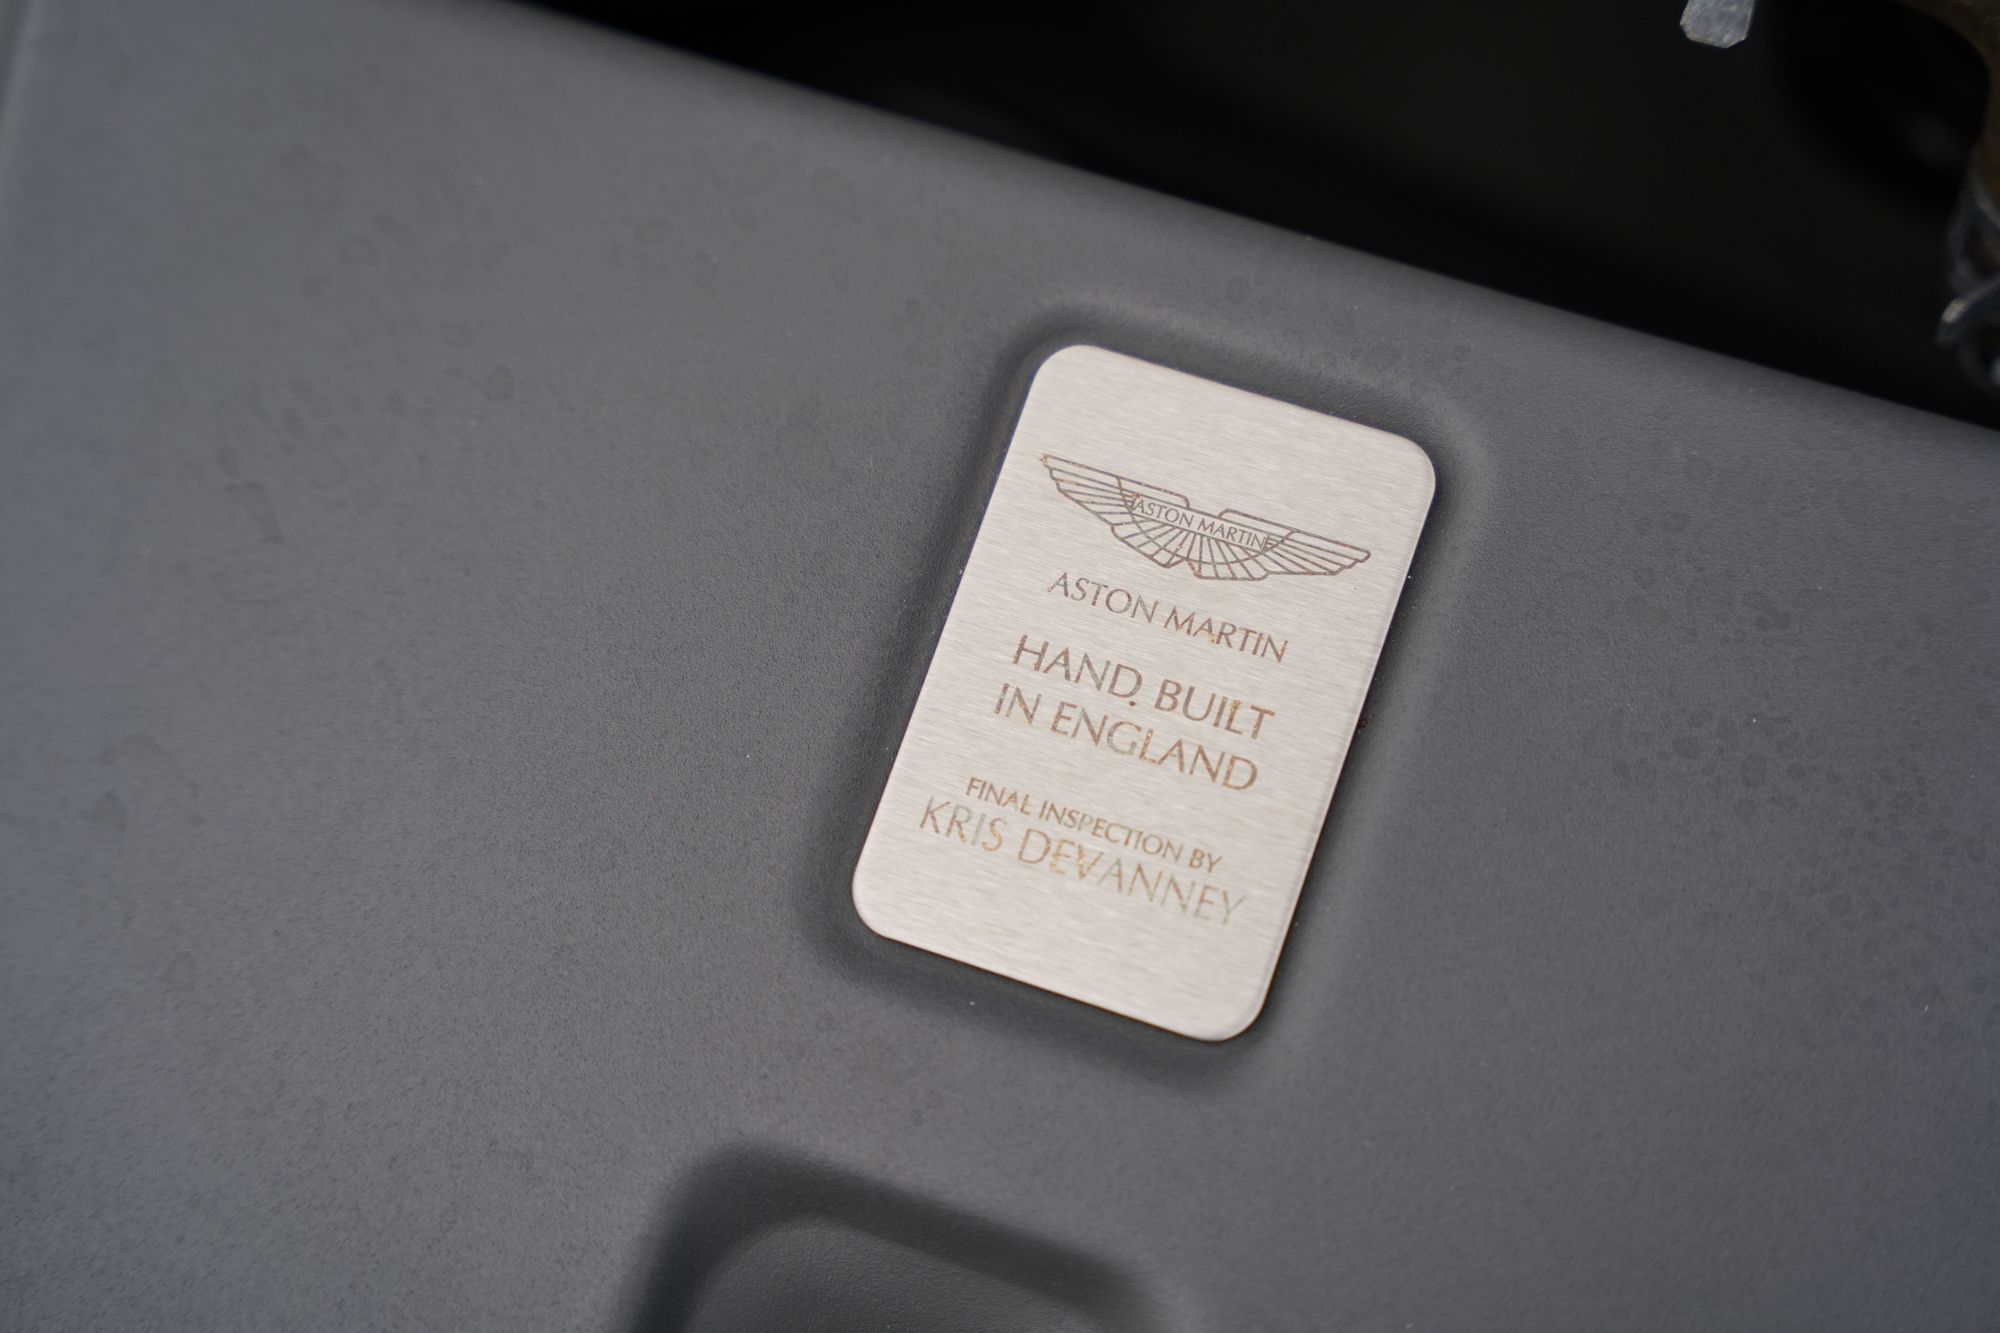 ASTON MARTIN
ASTON MARTIN
HAND BUILT
IN ENGLAND
FINAL INSPECTION BY
KRIS DEVANNEY